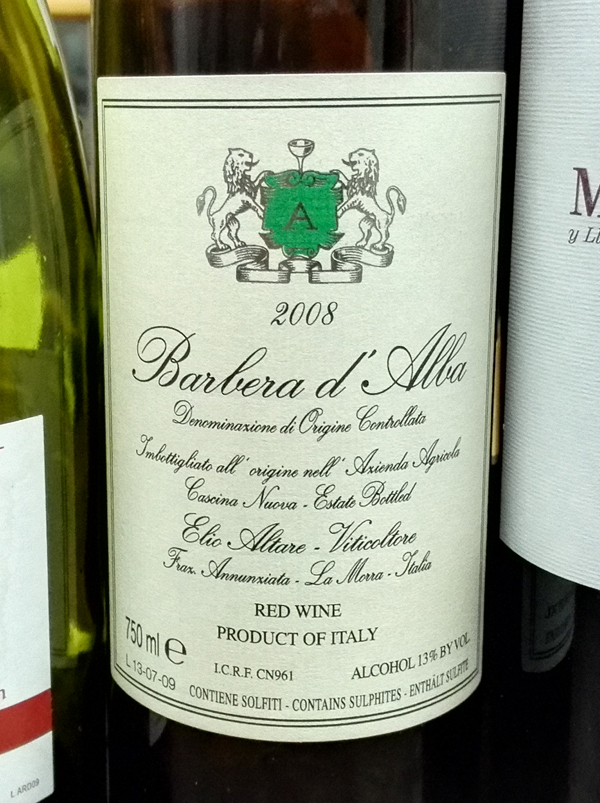 A
2008
Barbera d' Alba
Denominazione di Origine Controllata
Imbottigliato all' origine nell' Azienda Agricola
Cascina Nuova - Estate Bottled
Elio Altare - Viticoltore
Fraz. Annunziata - La Morra - Italia
RED WINE
PRODUCT OF ITALY
750 ml e
L 13-07-09
I.C.R.F. CN961
ALCOHOL 13% BY VOL
CONTIENE SOLFITI - CONTAINS SULPHITES - ENTHÄLT SULFITE
L ARD09
M
y Ll